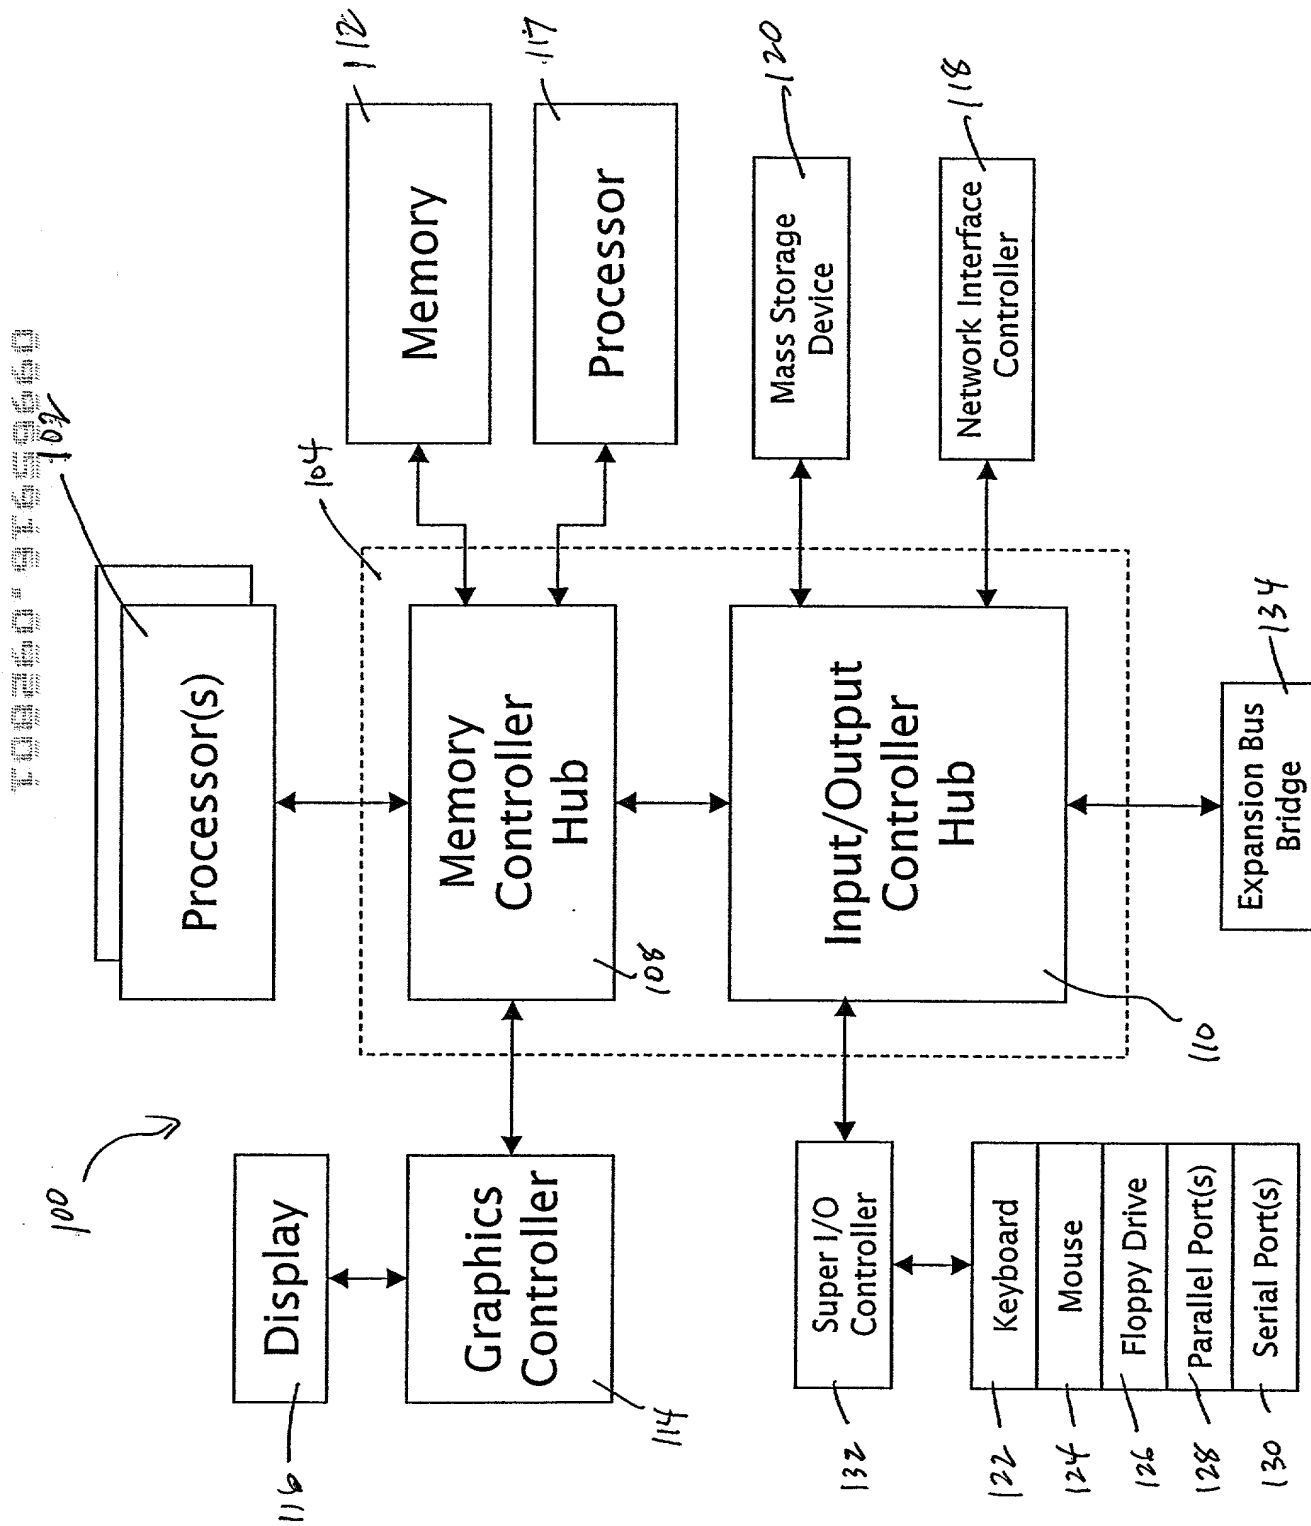 100
102
Processor(s)
116
Display
104
112
Memory
114
Graphics
Controller
108
Memory
Controller
Hub
117
Processor
132
Super I/O
Controller
110
Input/Output
Controller
Hub
120
Mass Storage
Device
118
Network Interface
Controller
122
Keyboard
124
Mouse
126
Floppy Drive
128
Parallel Port(s)
130
Serial Port(s)
134
Expansion Bus
Bridge